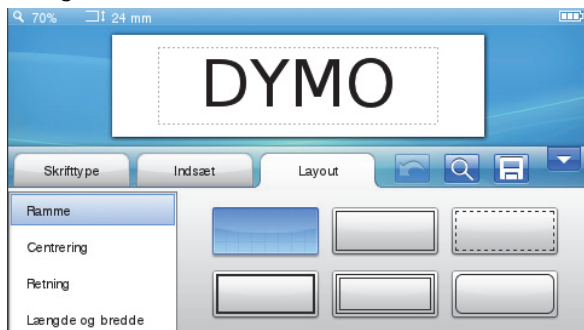 70% 24 mm
DYMO
Skrifttype Indsæt Layout
Ramme
Centrering
Retning
Længde og bredde